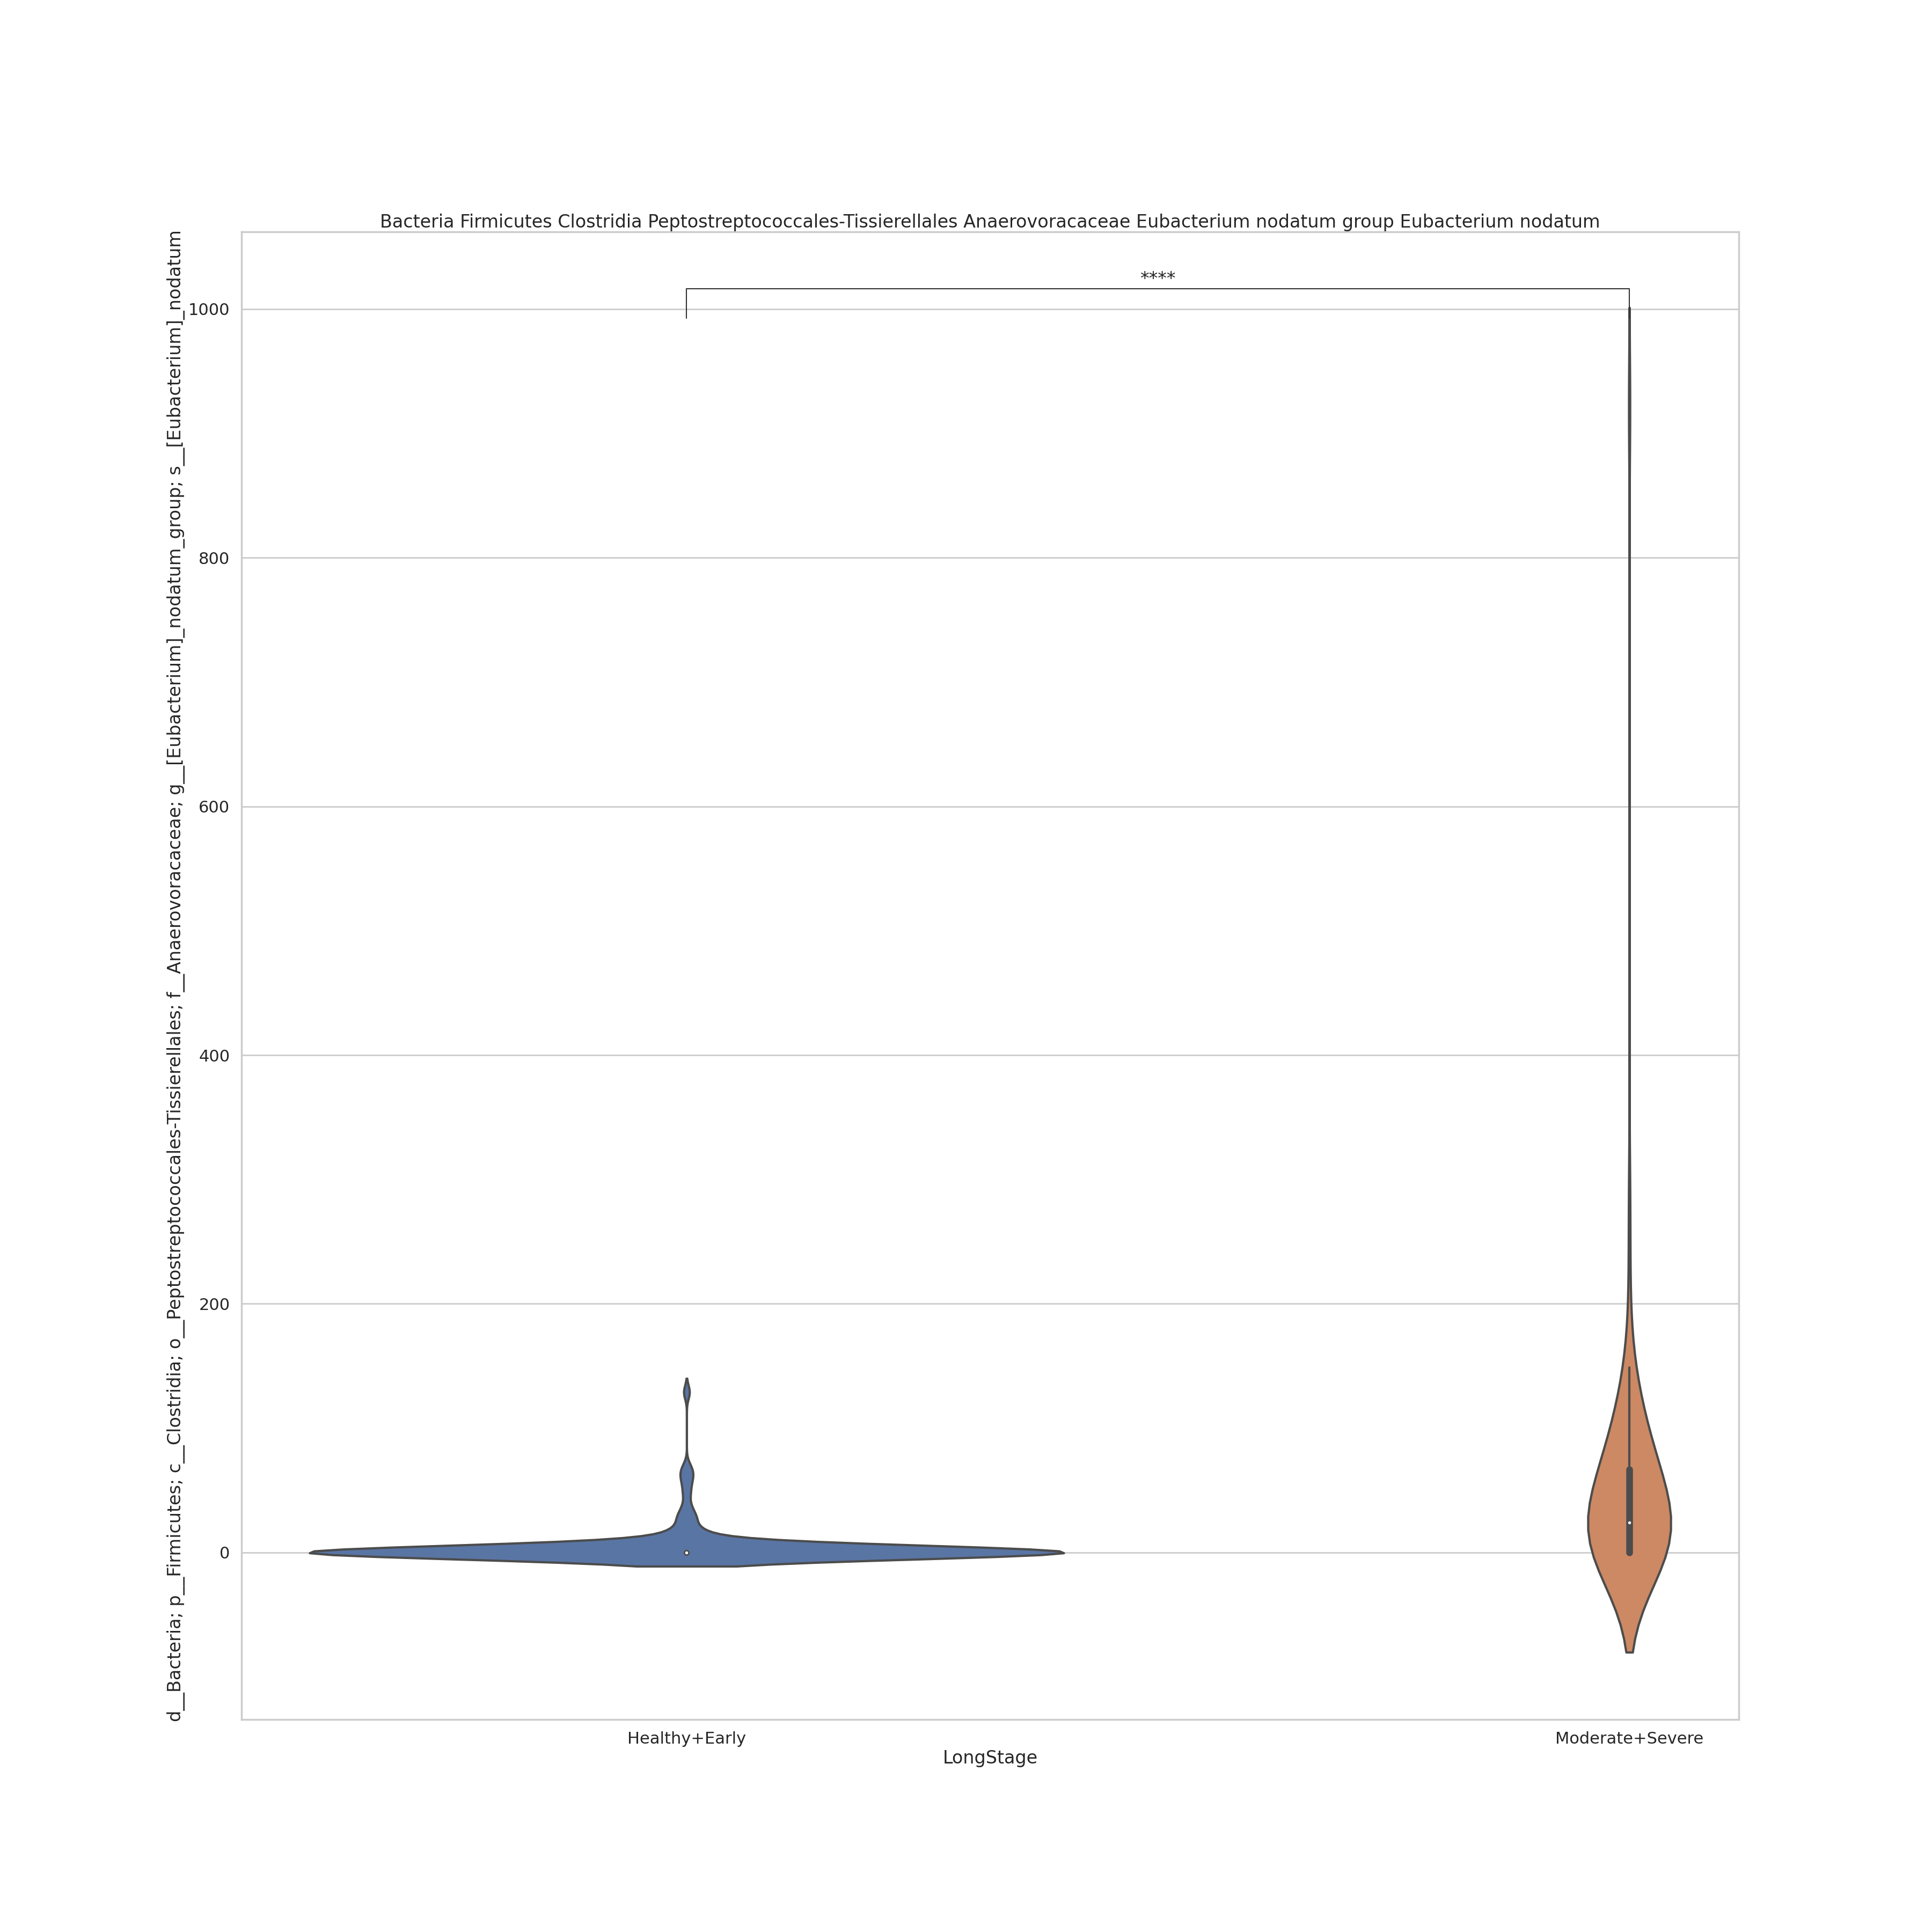 Bacteria Firmicutes Clostridia Peptostreptococcales-Tissierellales Anaerovoracaceae Eubacterium nodatum group Eubacterium nodatum
d__Bacteria; p__Firmicutes; c__Clostridia; o__Peptostreptococcales-Tissierellales; f__Anaerovoracaceae; g__[Eubacterium]_nodatum_group; s__[Eubacterium]_nodatum
****
1000
800
600
400
200
0
Healthy+Early
Moderate+Severe
LongStage